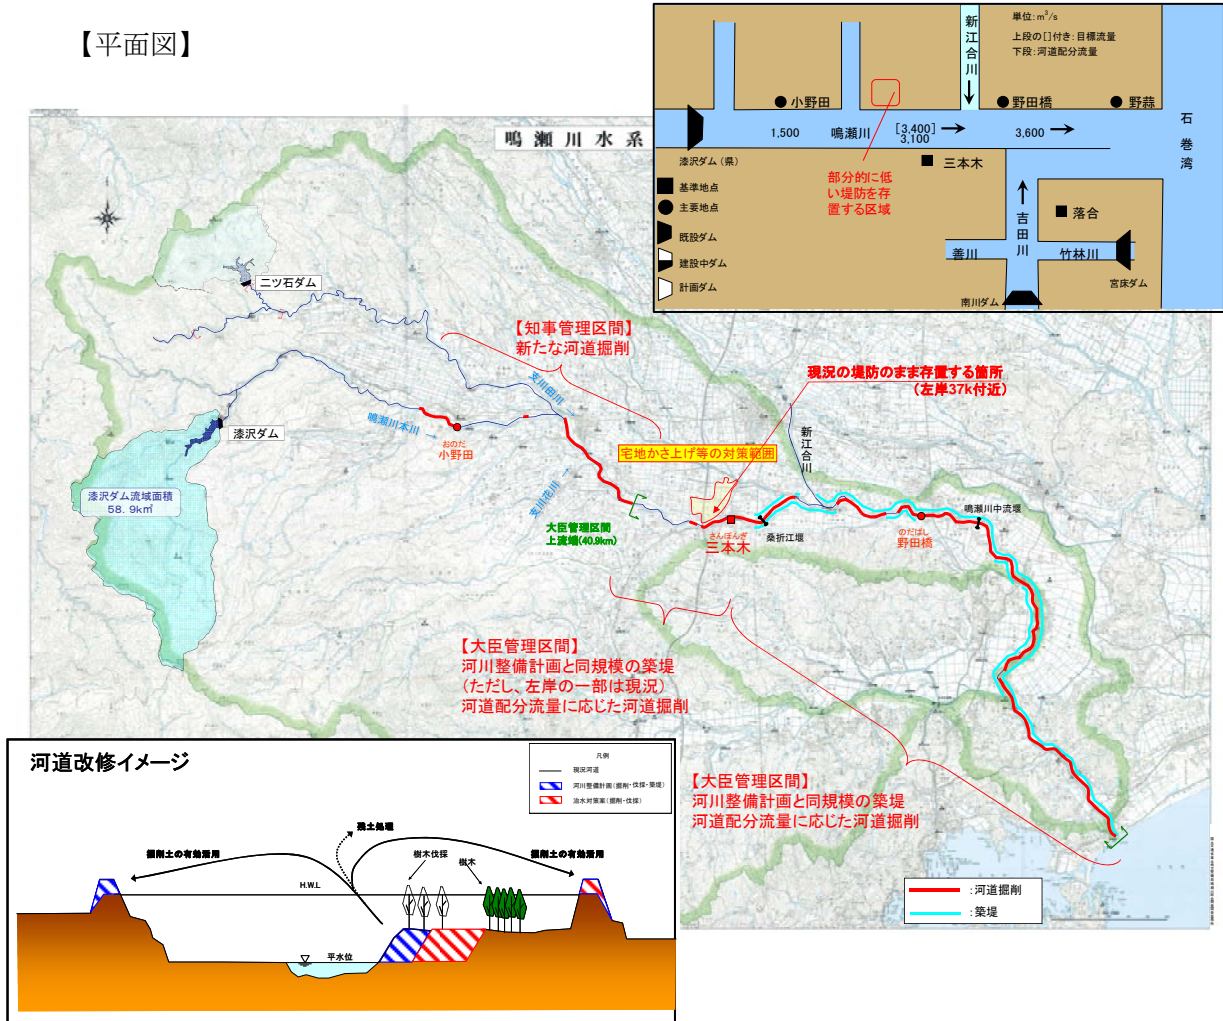 【平面図】
単位:m³/s
上段の[]付き:目標流量
下段:河道配分流量
新江合川
小野田
野田橋
野蒜
石巻湾
1,500
鳴瀬川
[3,400]
3,100
3,600
漆沢ダム(県)
三本木
基準地点
主要地点
既設ダム
建設中ダム
計画ダム
部分的に低
い堤防を存
置する区域
吉田川
落合
善川
竹林川
宮床ダム
南川ダム
鳴瀬川水系
二ツ石ダム
【知事管理区間】
新たな河道掘削
現況の堤防のまま存置する箇所
(左岸37k付近)
支川田川
鳴瀬川本川
漆沢ダム
おのだ
小野田
宅地かさ上げ等の対策範囲
新江合川
漆沢ダム流域面積
58.9k㎡
支川花川
大臣管理区間
上流端(40.9km)
さんぼんぎ
三本木
桑折江堰
のだばし
野田橋
鳴瀬川中流堰
【大臣管理区間】
河川整備計画と同規模の築堤
(ただし、左岸の一部は現況)
河道配分流量に応じた河道掘削
【大臣管理区間】
河川整備計画と同規模の築堤
河道配分流量に応じた河道掘削
:河道掘削
:築堤
河道改修イメージ
凡例
現況河道
河川整備計画(掘削・伐採・築堤)
治水対策案(掘削・伐採)
残土処理
掘削土の有効活用
掘削土の有効活用
樹木伐採
樹木
H.W.L
平水位